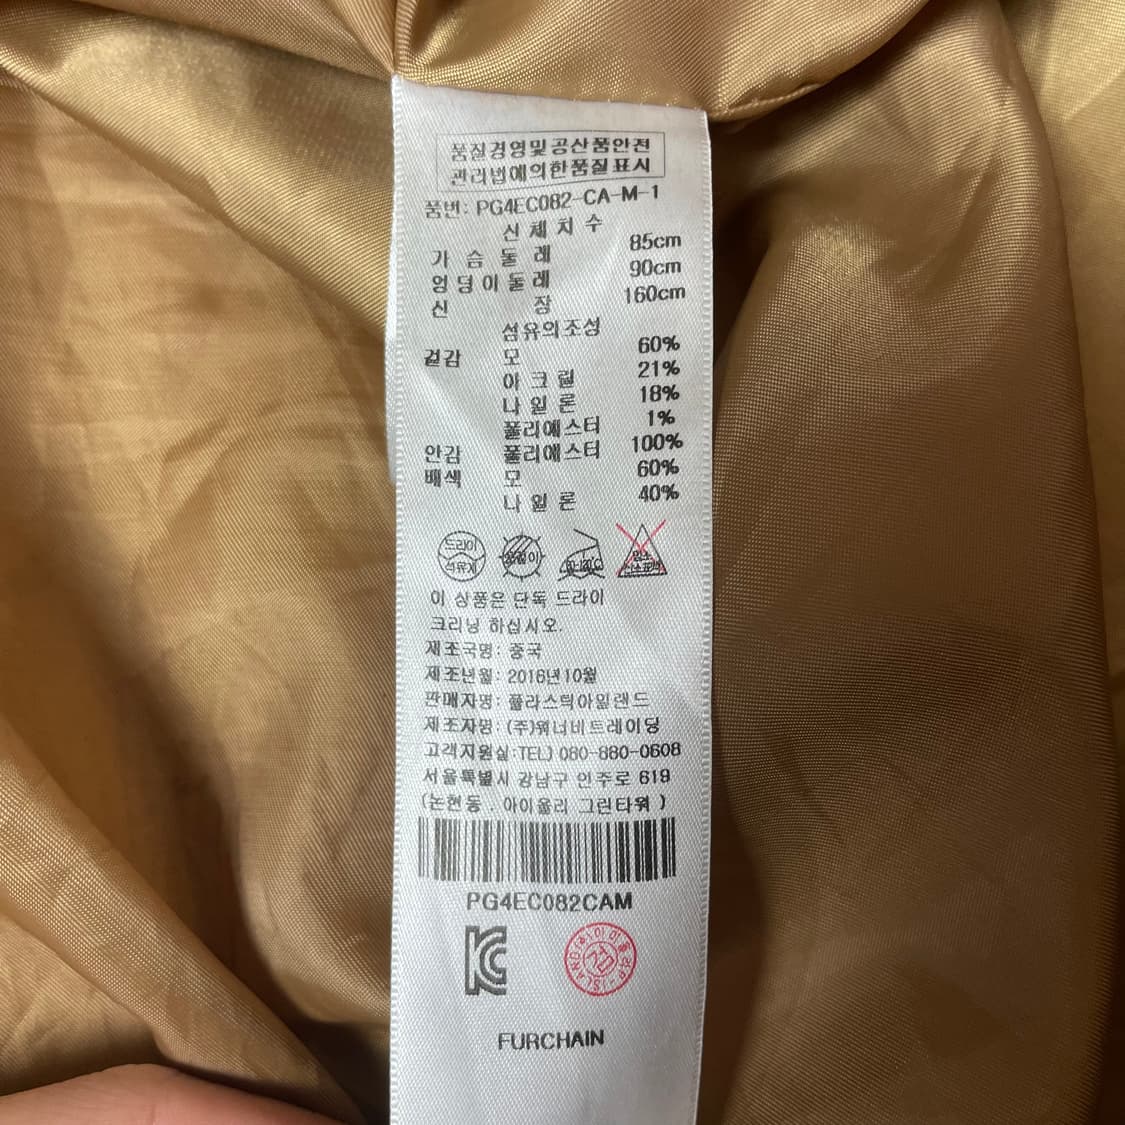 품질경영및공산품안전
관리법에의한품질표시
품번: PG4EC082-CA-M-1
신체치수
가슴둘레 85cm
엉덩이둘레 90cm
신장 160cm
섬유의조성
겉감 모 60%
아크릴 21%
나일론 18%
폴리에스터 1%
안감 폴리에스터 100%
배색 모 60%
나일론 40%
드라이
석유계
이 상품은 단독 드라이
크리닝 하십시오.
제조국명: 중국
제조년월: 2016년10월
판매자명: 플라스틱아일랜드
제조자명: (주)워너비트레이딩
고객지원실:TEL) 080-880-0608
서울특별시 강남구 언주로 619
(논현동 . 아이올리 그린타워 )
PG4EC082CAM
KC
FURCHAIN